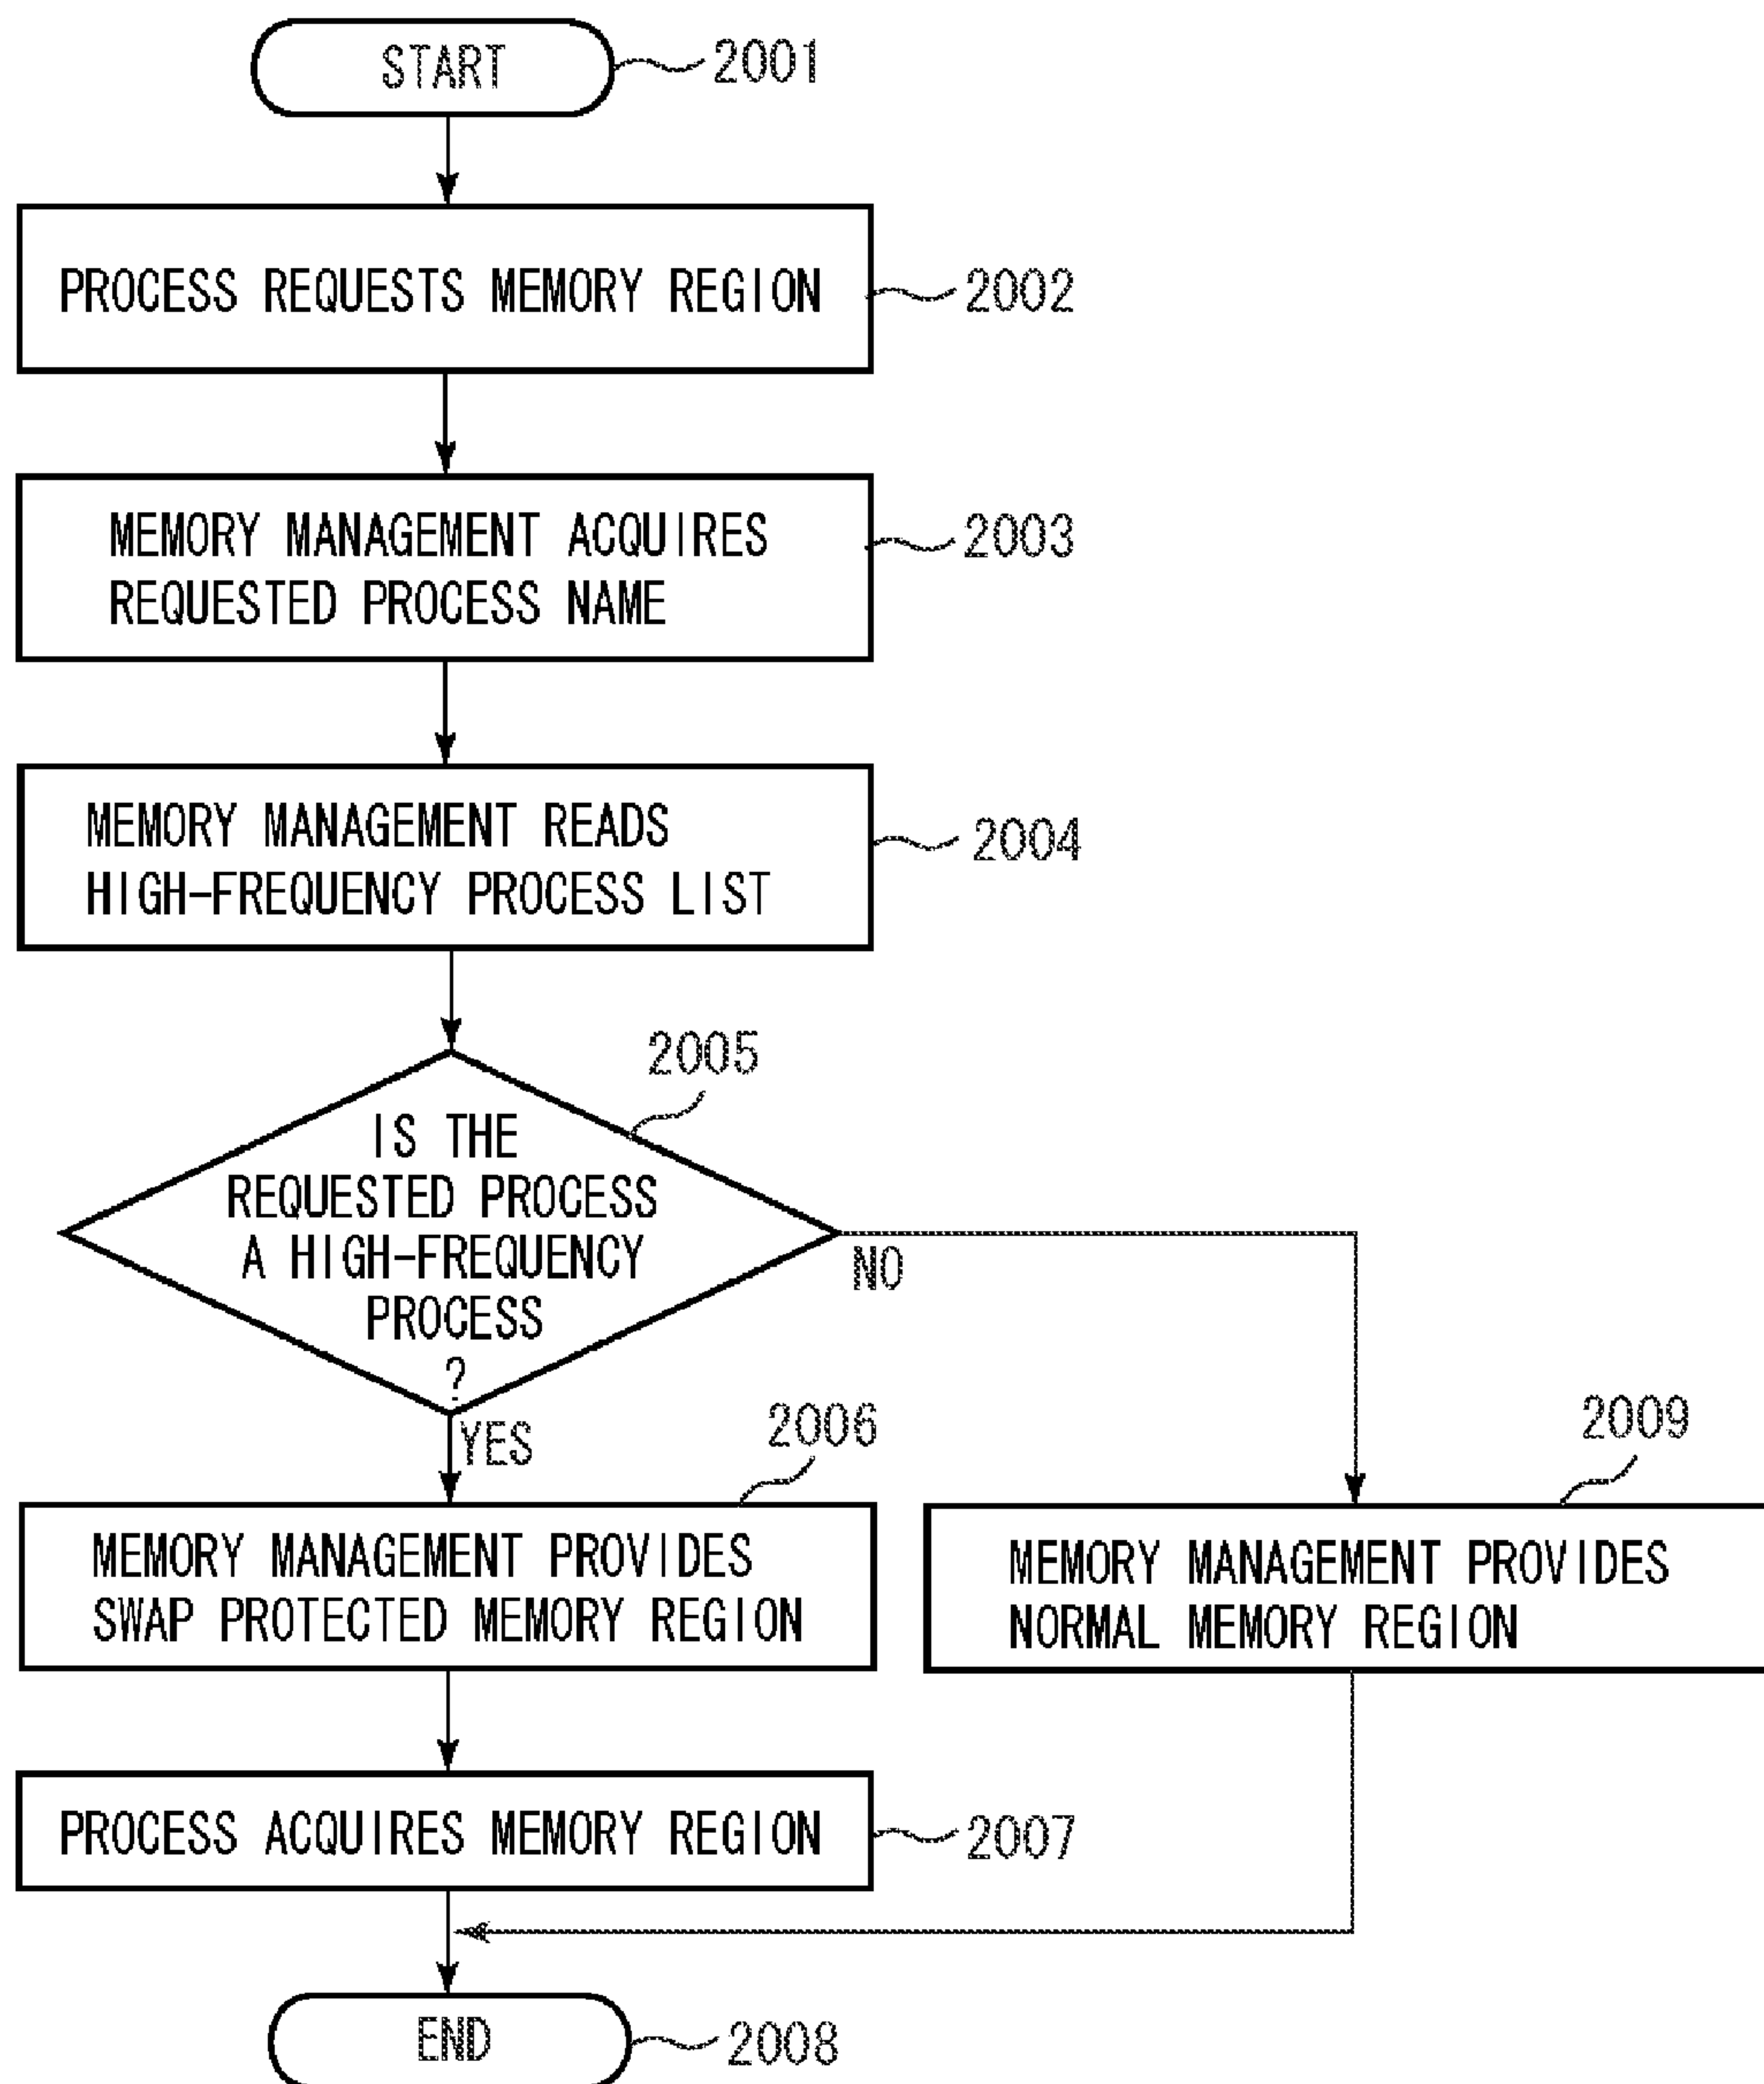 START
2001
PROCESS REQUESTS MEMORY REGION
2002
MEMORY MANAGEMENT ACQUIRES
REQUESTED PROCESS NAME
2003
MEMORY MANAGEMENT READS
HIGH-FREQUENCY PROCESS LIST
2004
2005
IS THE
REQUESTED PROCESS
A HIGH-FREQUENCY
PROCESS
?
NO
YES
2006
MEMORY MANAGEMENT PROVIDES
SWAP PROTECTED MEMORY REGION
2009
MEMORY MANAGEMENT PROVIDES
NORMAL MEMORY REGION
PROCESS ACQUIRES MEMORY REGION
2007
END
2008